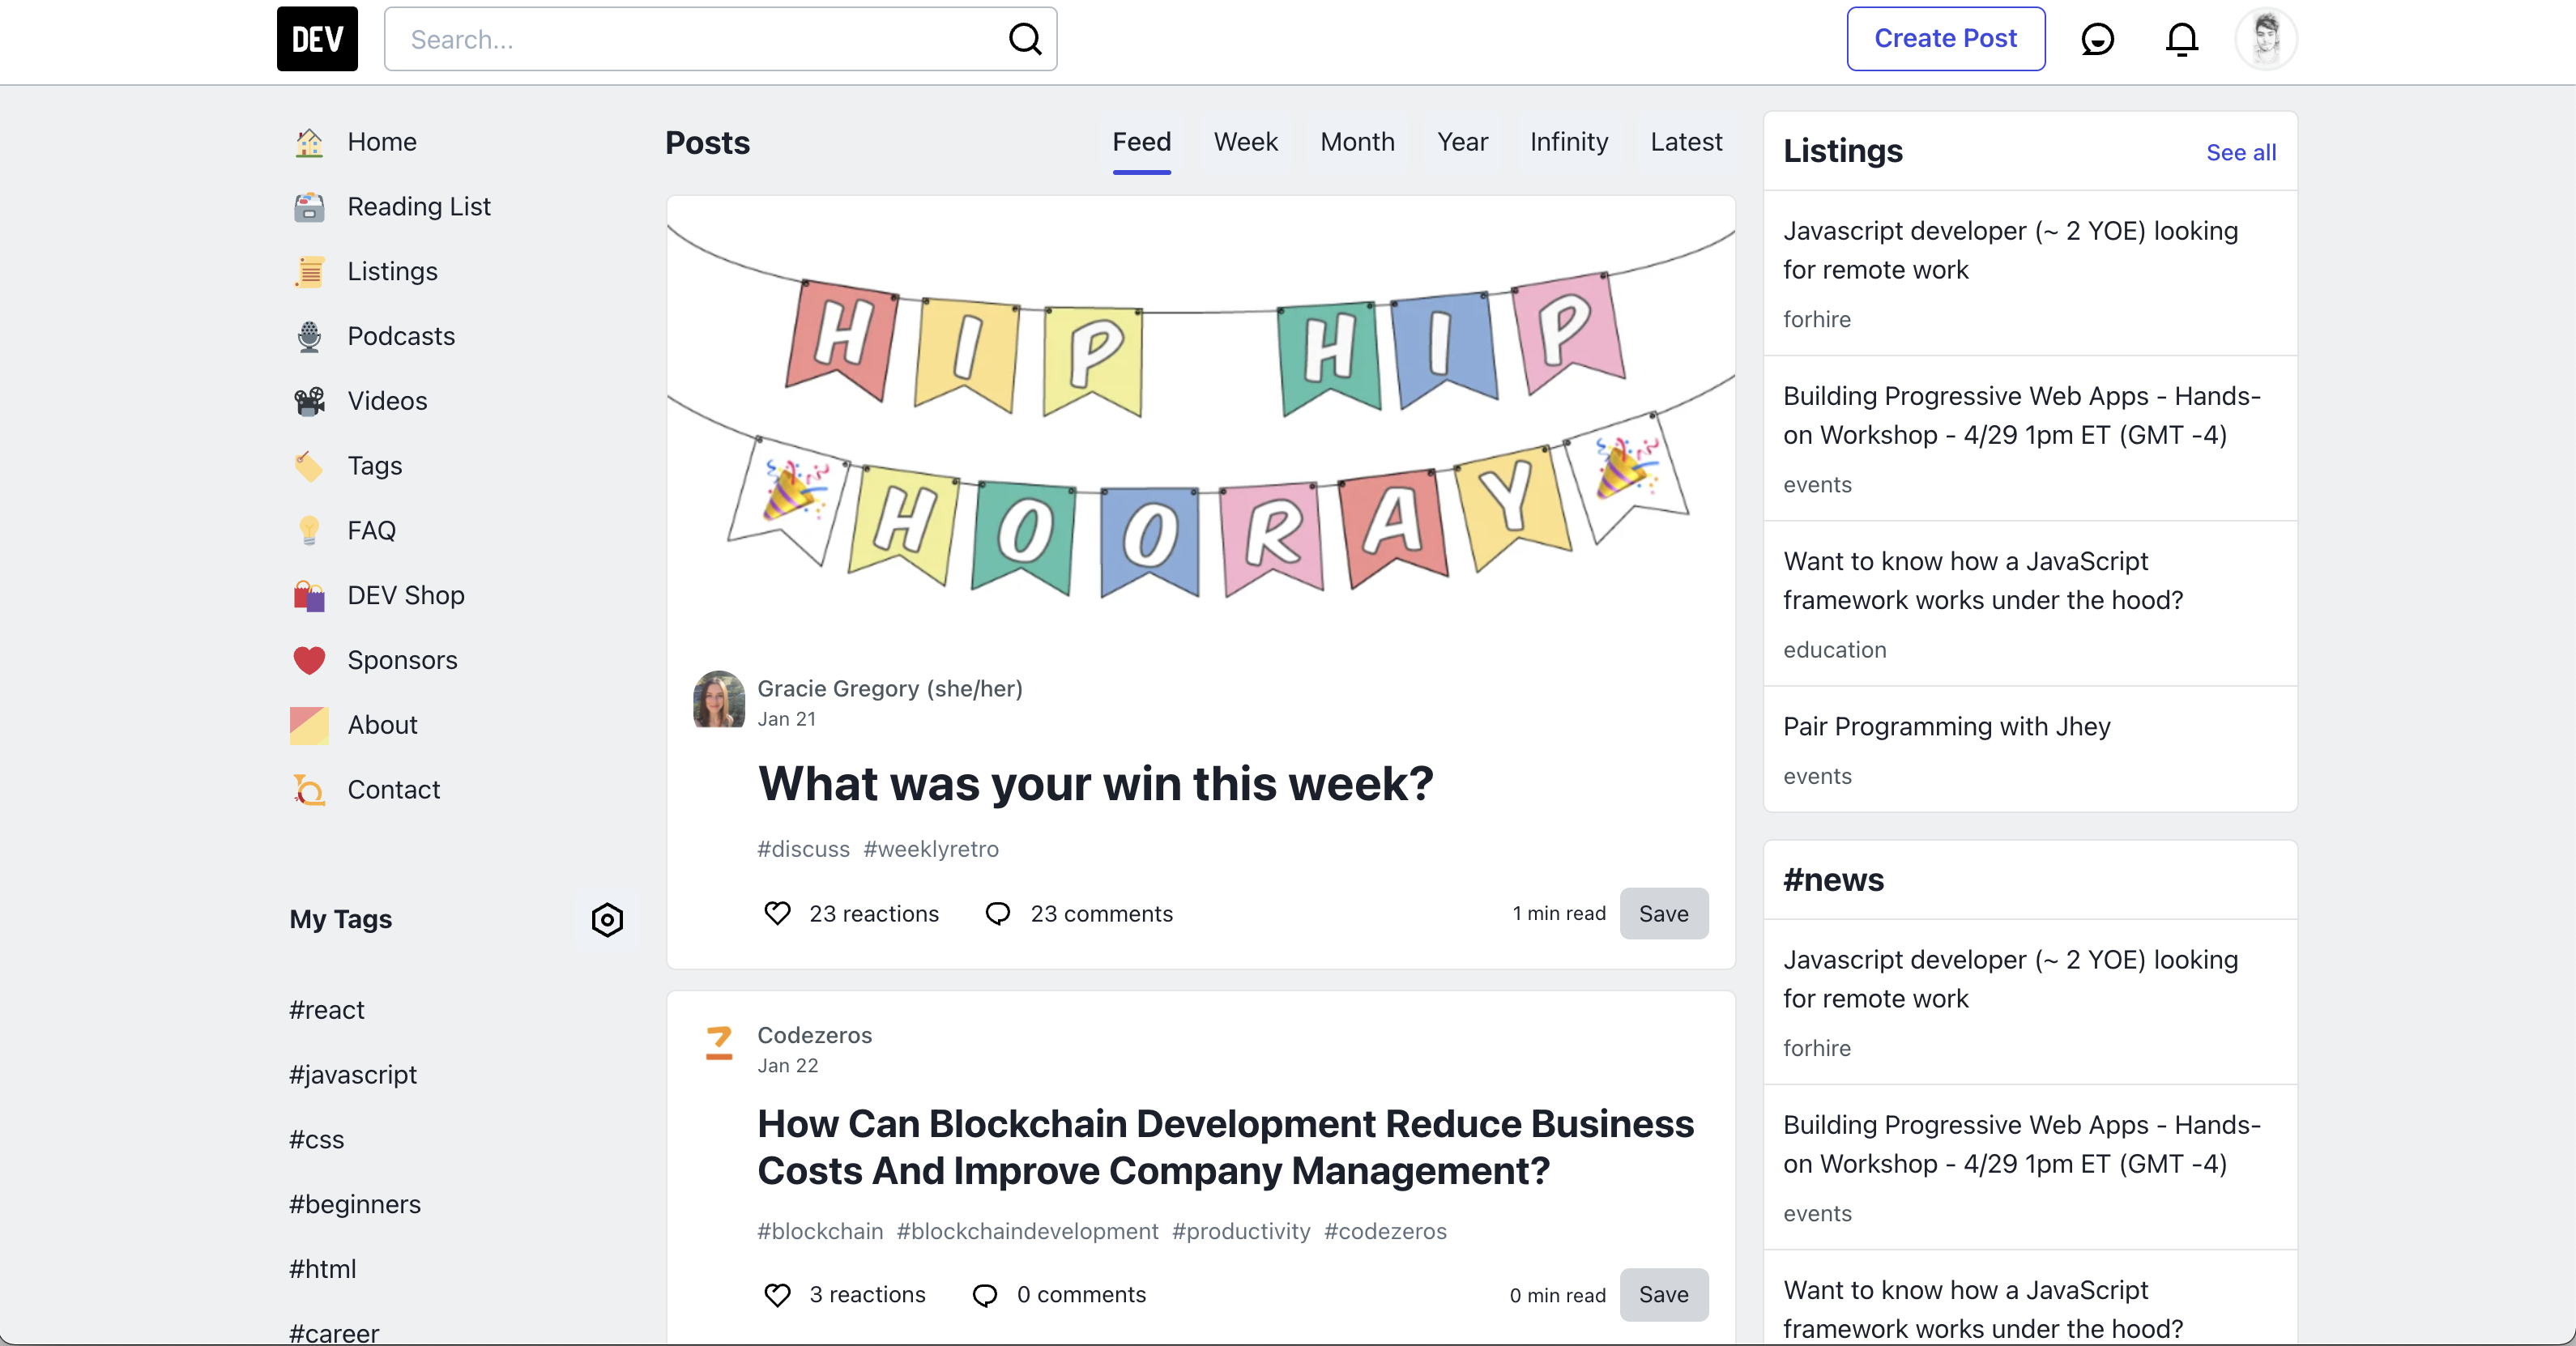 DEV
Search...
Create Post
Home
Reading List
Listings
Podcasts
Videos
Tags
FAQ
DEV Shop
Sponsors
About
Contact
My Tags
#react
#javascript
#css
#beginners
#html
#career
Posts
Feed
Week
Month
Year
Infinity
Latest
HIP HIP
HOORAY
Gracie Gregory (she/her)
Jan 21
What was your win this week?
#discuss #weeklyretro
23 reactions
23 comments
1 min read
Save
Codezeros
Jan 22
How Can Blockchain Development Reduce Business
Costs And Improve Company Management?
#blockchain #blockchaindevelopment #productivity #codezeros
3 reactions
0 comments
0 min read
Save
Listings
See all
Javascript developer (~ 2 YOE) looking
for remote work
forhire
Building Progressive Web Apps - Hands-
on Workshop - 4/29 1pm ET (GMT -4)
events
Want to know how a JavaScript
framework works under the hood?
education
Pair Programming with Jhey
events
#news
Javascript developer (~ 2 YOE) looking
for remote work
forhire
Building Progressive Web Apps - Hands-
on Workshop - 4/29 1pm ET (GMT -4)
events
Want to know how a JavaScript
framework works under the hood?